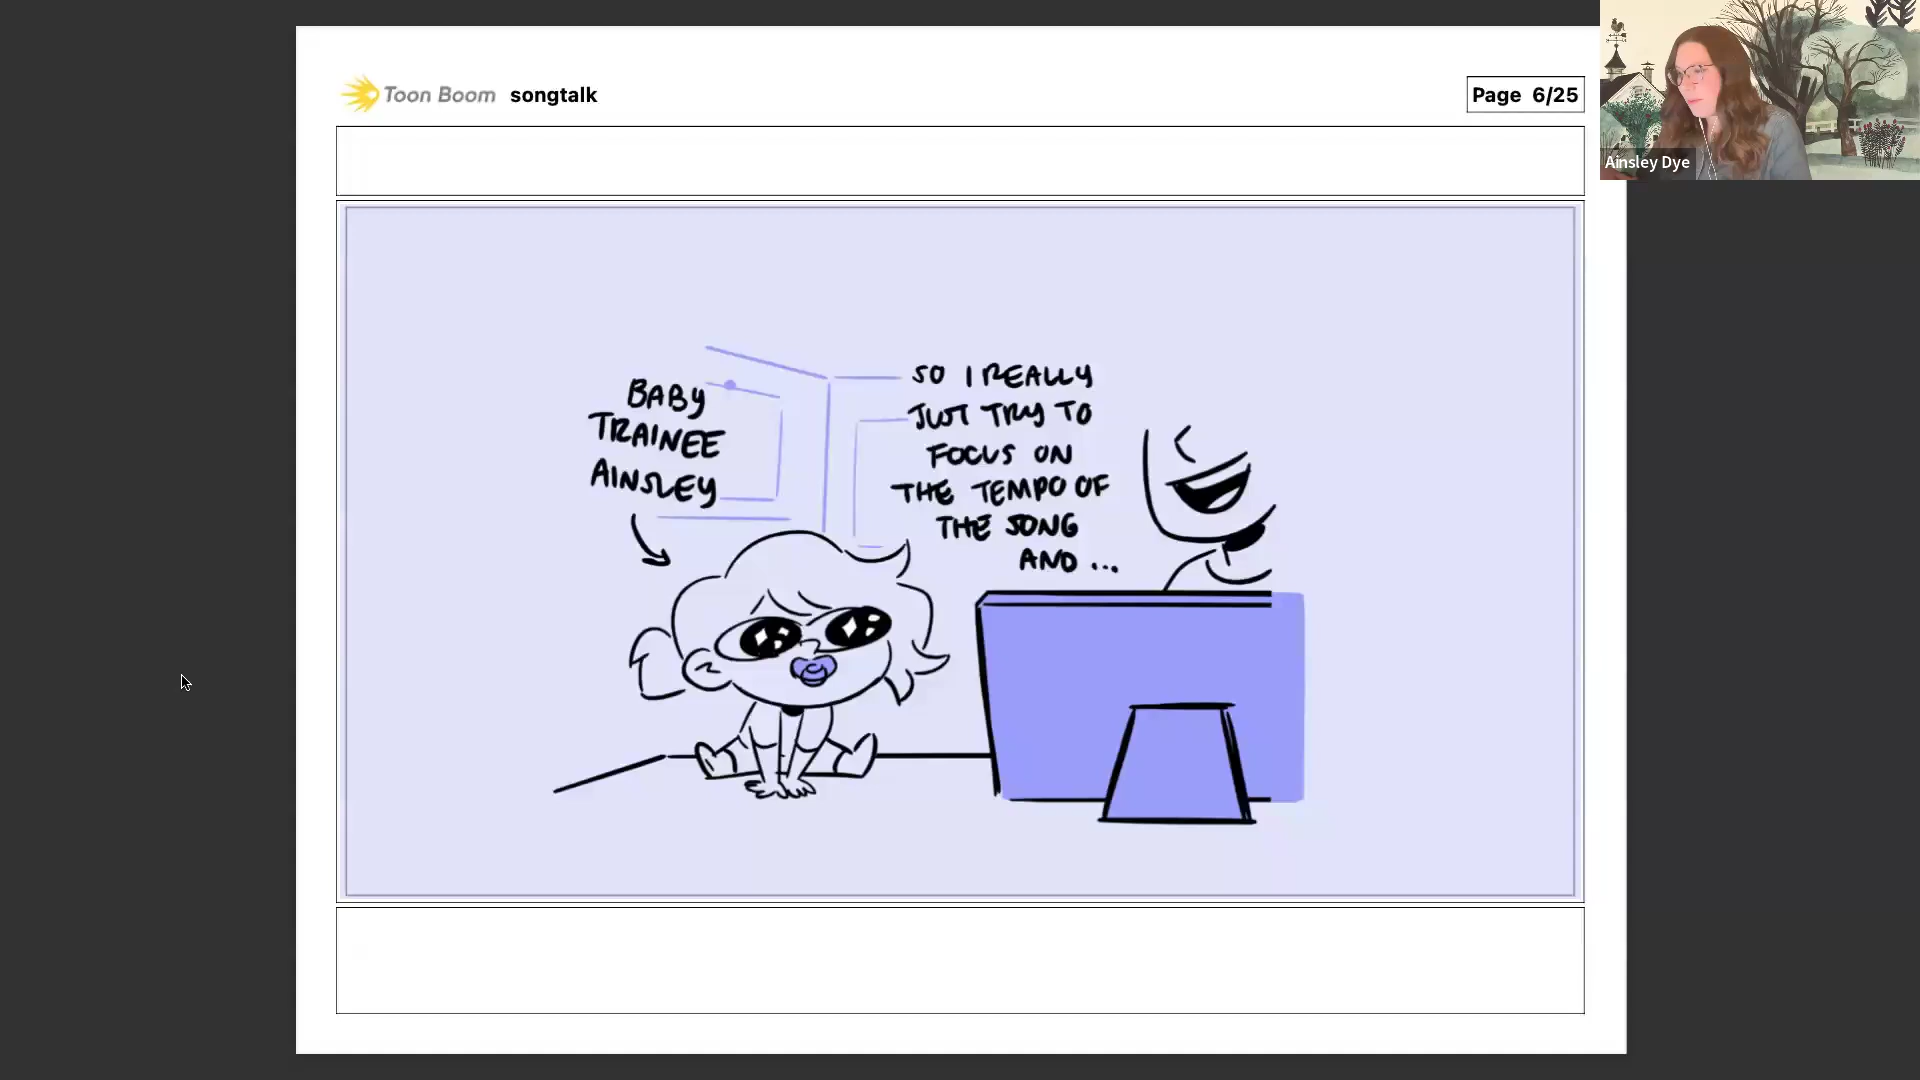 Toon Boom songtalk
Page 6/25
Ainsley Dye
BABY
TRAINEE
AINSLEY
SO I REALLY
JUST TRY TO
FOCUS ON
THE TEMPO OF
THE SONG
AND ...